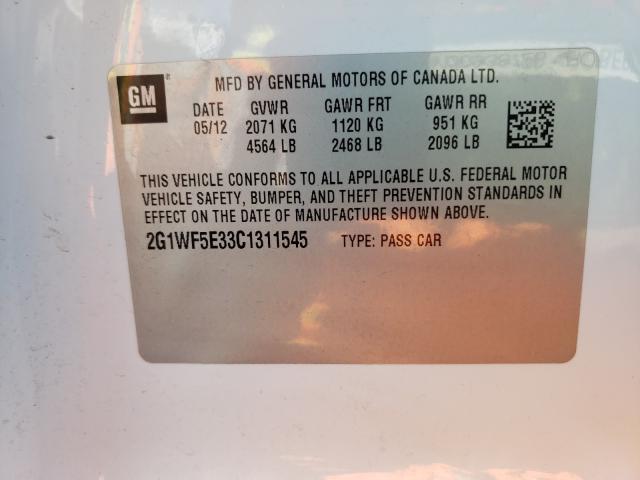 GM
MFD BY GENERAL MOTORS OF CANADA LTD.
DATE GVWR GAWR FRT GAWR RR
05/12 2071 KG 1120 KG 951 KG
4564 LB 2468 LB 2096 LB
THIS VEHICLE CONFORMS TO ALL APPLICABLE U.S. FEDERAL MOTOR
VEHICLE SAFETY, BUMPER, AND THEFT PREVENTION STANDARDS IN
EFFECT ON THE DATE OF MANUFACTURE SHOWN ABOVE.
2G1WF5E33C1311545 TYPE: PASS CAR